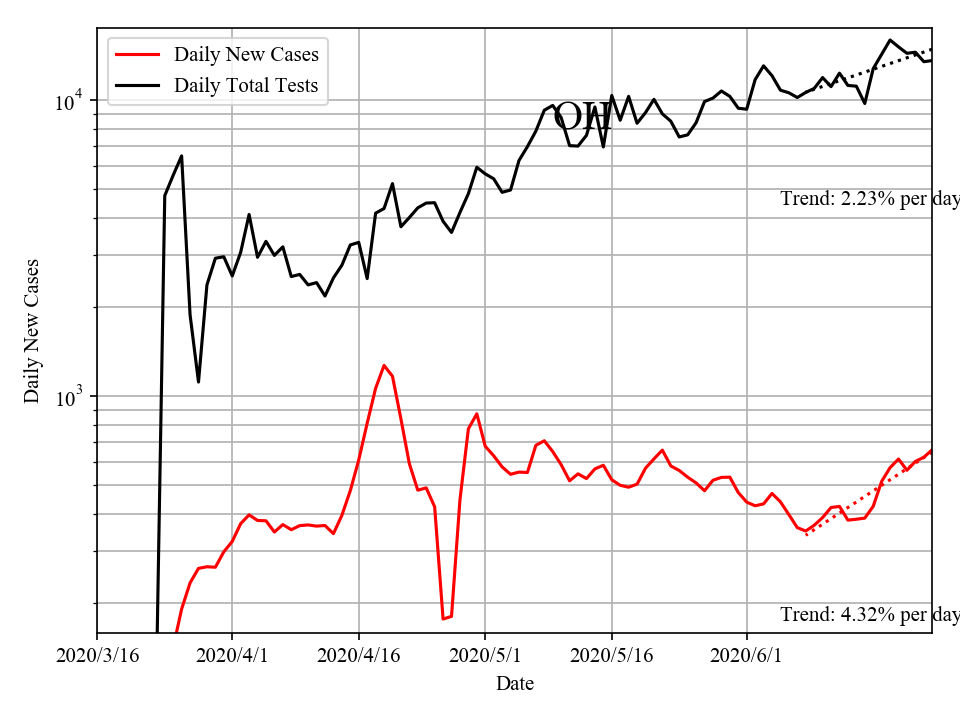 Daily New Cases
Daily Total Tests
OH
10^4
Trend: 2.23% per day
Daily New Cases
10^3
Trend: 4.32% per day
2020/3/16 2020/4/1 2020/4/16 2020/5/1 2020/5/16 2020/6/1
Date